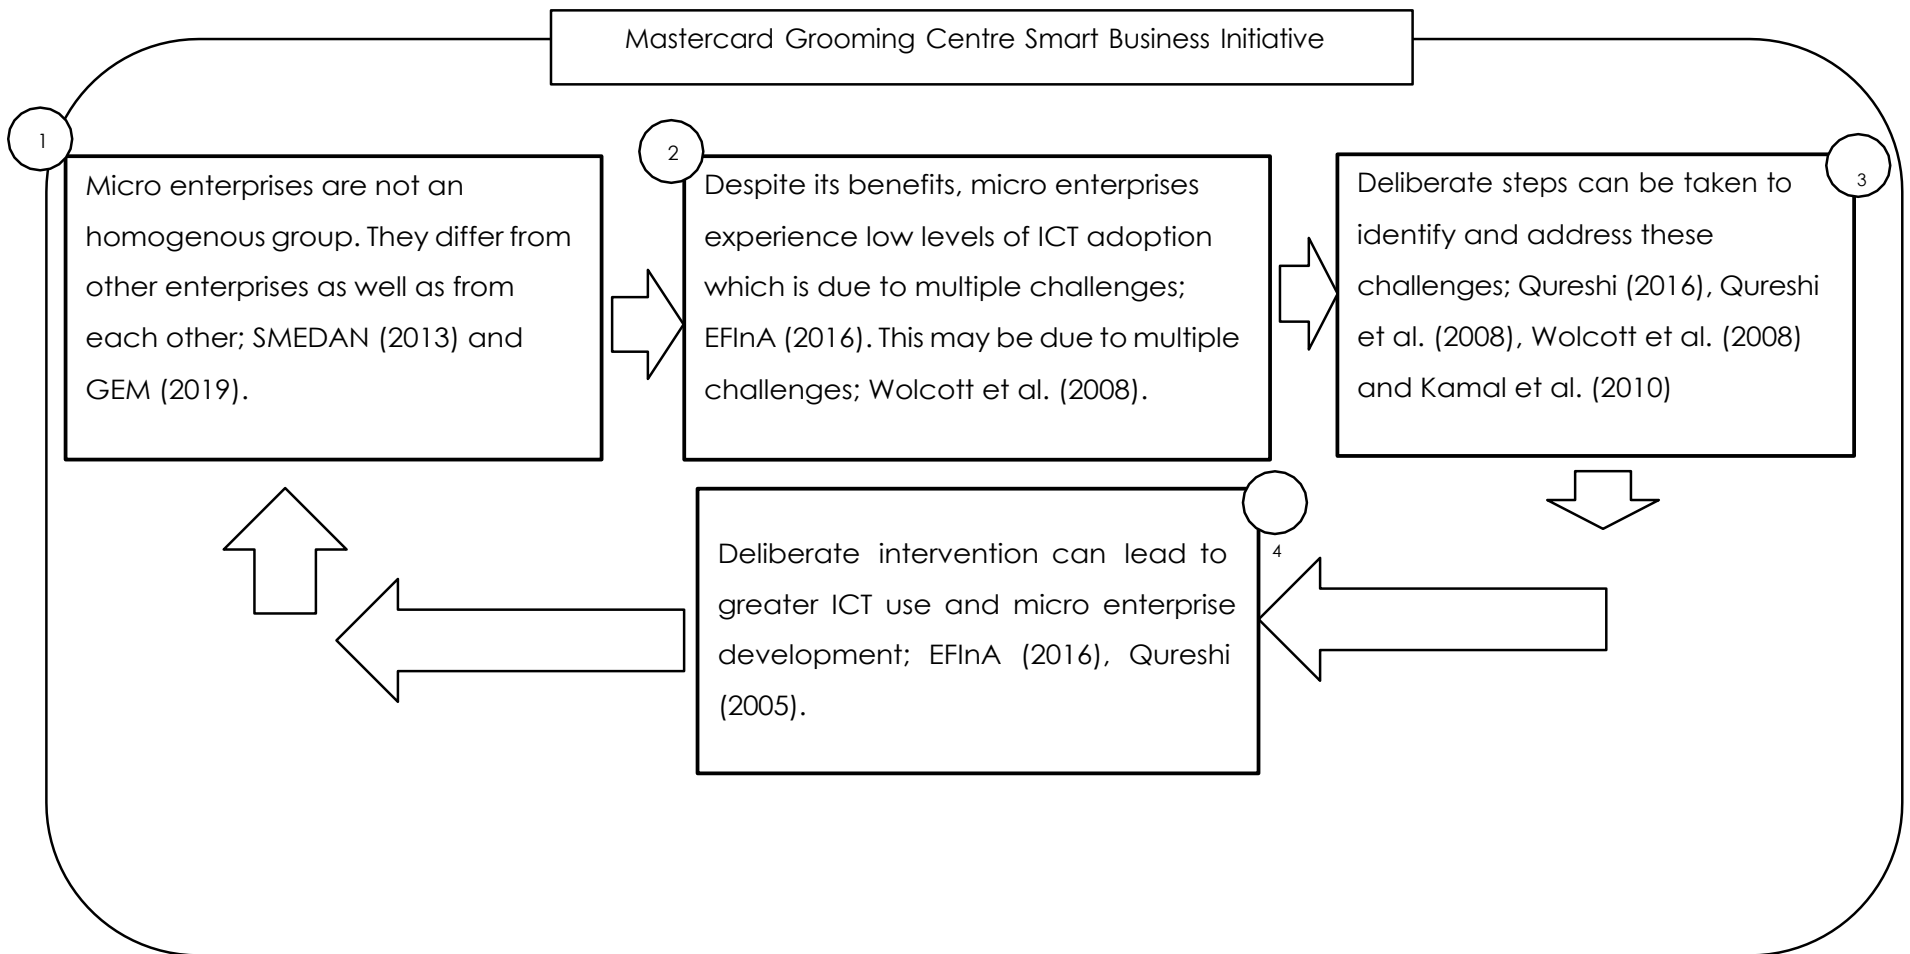 Mastercard Grooming Centre Smart Business Initiative
1
Micro enterprises are not an
homogenous group. They differ from
other enterprises as well as from
each other; SMEDAN (2013) and
GEM (2019).
2
Despite its benefits, micro enterprises
experience low levels of ICT adoption
which is due to multiple challenges;
EFInA (2016). This may be due to multiple
challenges; Wolcott et al. (2008).
3
Deliberate steps can be taken to
identify and address these
challenges; Qureshi (2016), Qureshi
et al. (2008), Wolcott et al. (2008)
and Kamal et al. (2010)
4
Deliberate intervention can lead to
greater ICT use and micro enterprise
development; EFInA (2016), Qureshi
(2005).